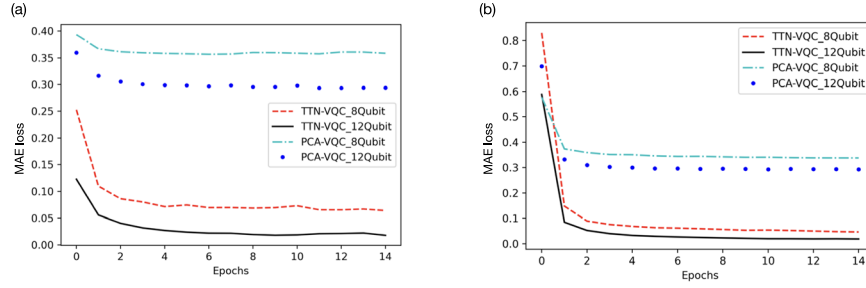 (a)
MAE loss
0.40
0.35
0.30
0.25
0.20
0.15
0.10
0.05
0.00
TTN-VQC_8Qubit
TTN-VQC_12Qubit
PCA-VQC_8Qubit
PCA-VQC_12Qubit
0 2 4 6 8 10 12 14
Epochs
(b)
MAE loss
0.8
0.7
0.6
0.5
0.4
0.3
0.2
0.1
0.0
TTN-VQC_8Qubit
TTN-VQC_12Qubit
PCA-VQC_8Qubit
PCA-VQC_12Qubit
0 2 4 6 8 10 12 14
Epochs